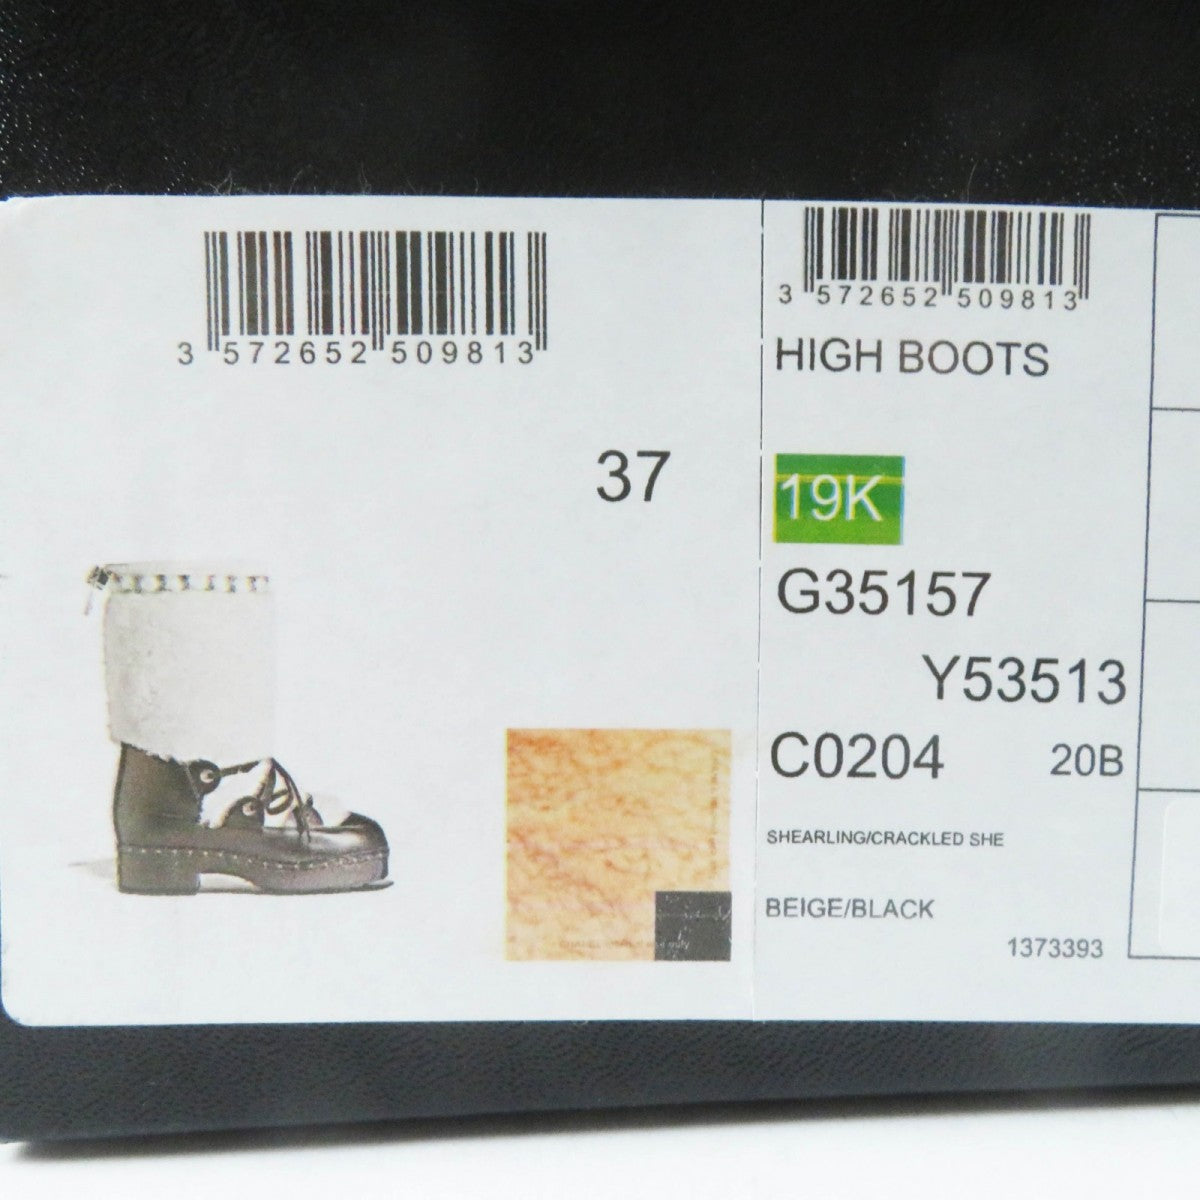 3 572652 509813
37
3 572652 509813
HIGH BOOTS
19K
G35157
Y53513
C0204 20B
SHEARLING/CRACKLED SHE
BEIGE/BLACK
1373393
CHANEL